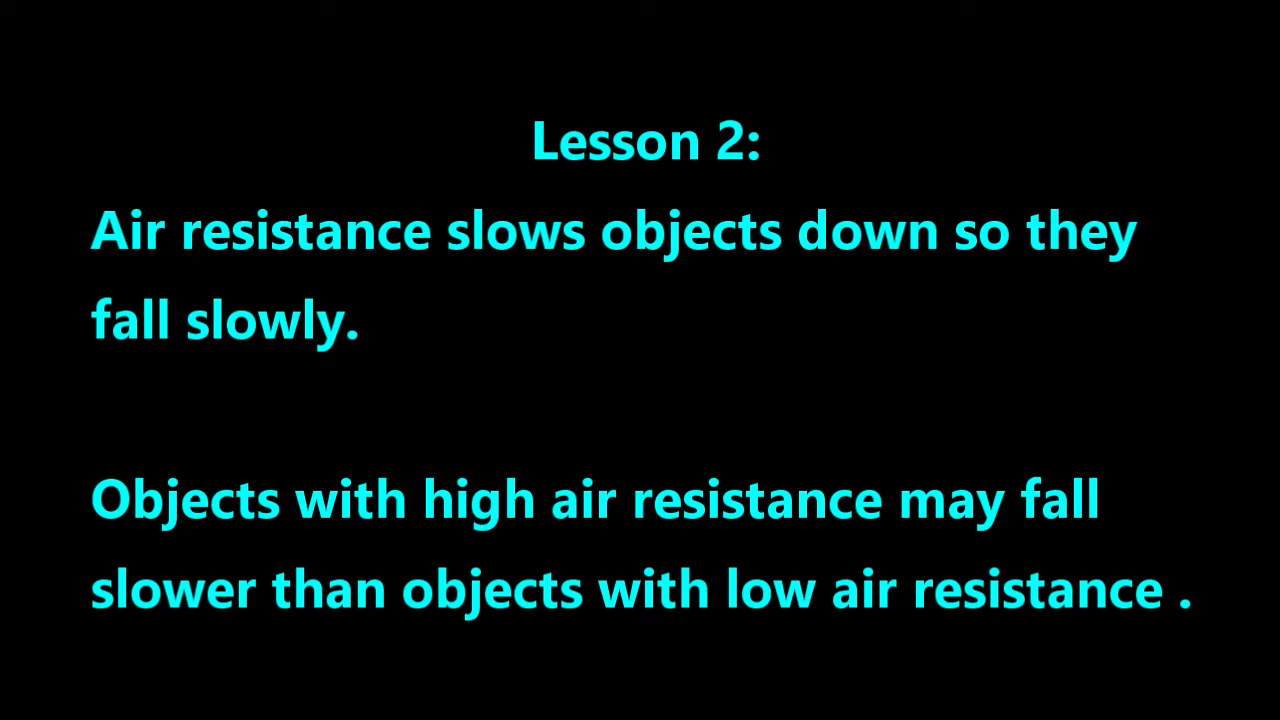 Lesson 2:
Air resistance slows objects down so they
fall slowly.
Objects with high air resistance may fall
slower than objects with low air resistance .